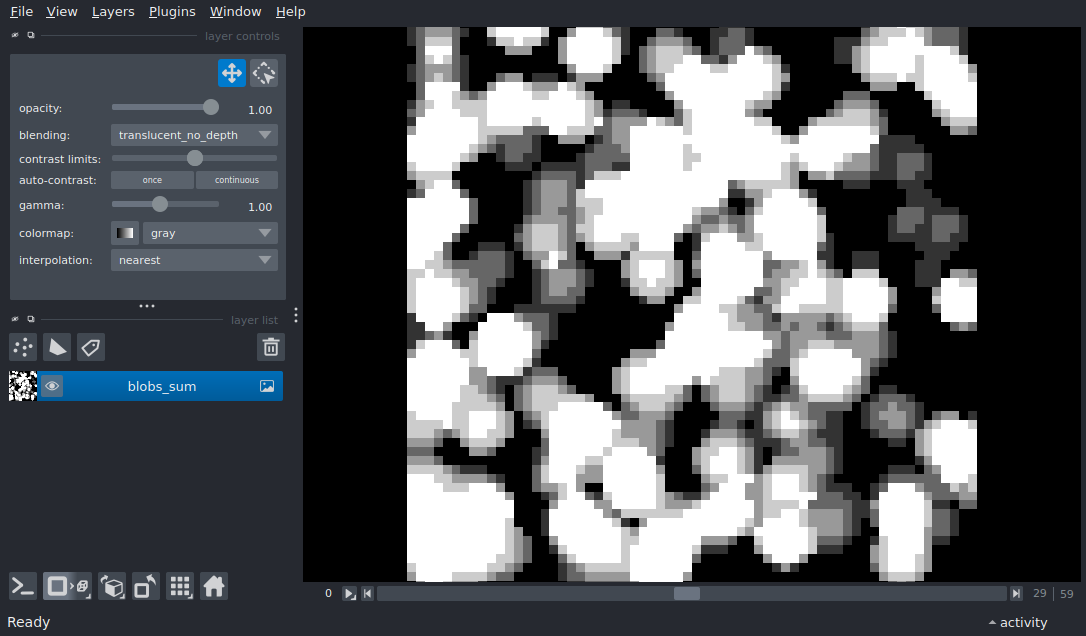 File View Layers Plugins Window Help
layer controls
opacity: 1.00
blending: translucent_no_depth
contrast limits:
auto-contrast: once continuous
gamma: 1.00
colormap: gray
interpolation: nearest
layer list
blobs_sum
0 29 | 59
Ready activity